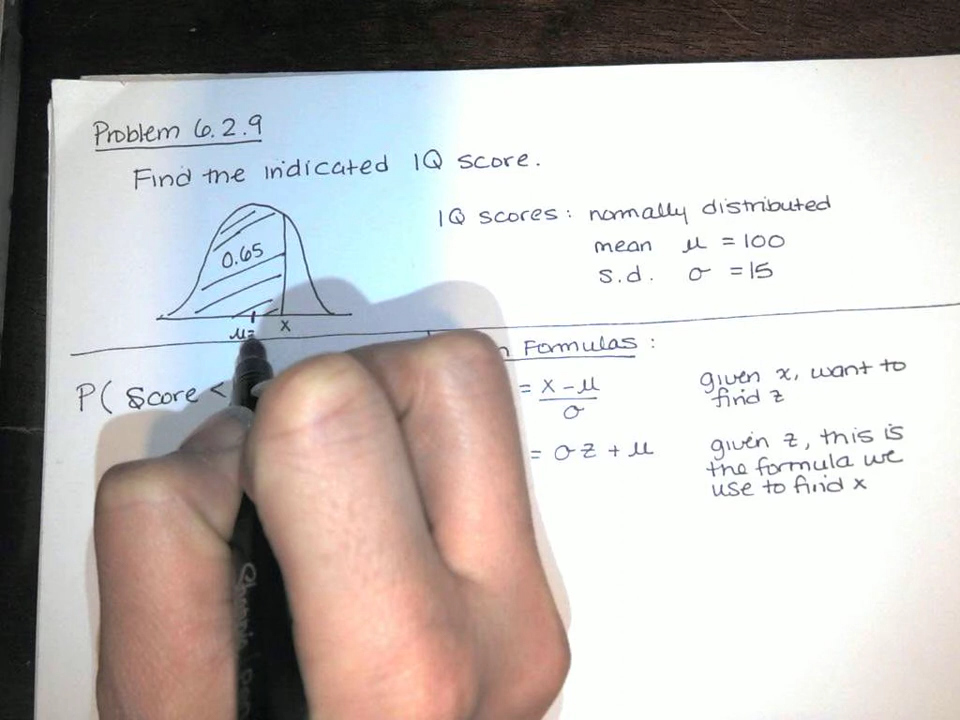 Problem 6.2.9
Find the indicated IQ score.
0.65
μ=
x
IQ scores: normally distributed
mean μ = 100
s.d. σ = 15
P( Score <
Formulas:
= x - μ
σ
given x, want to
find z
= σz + μ
given z, this is
the formula we
use to find x